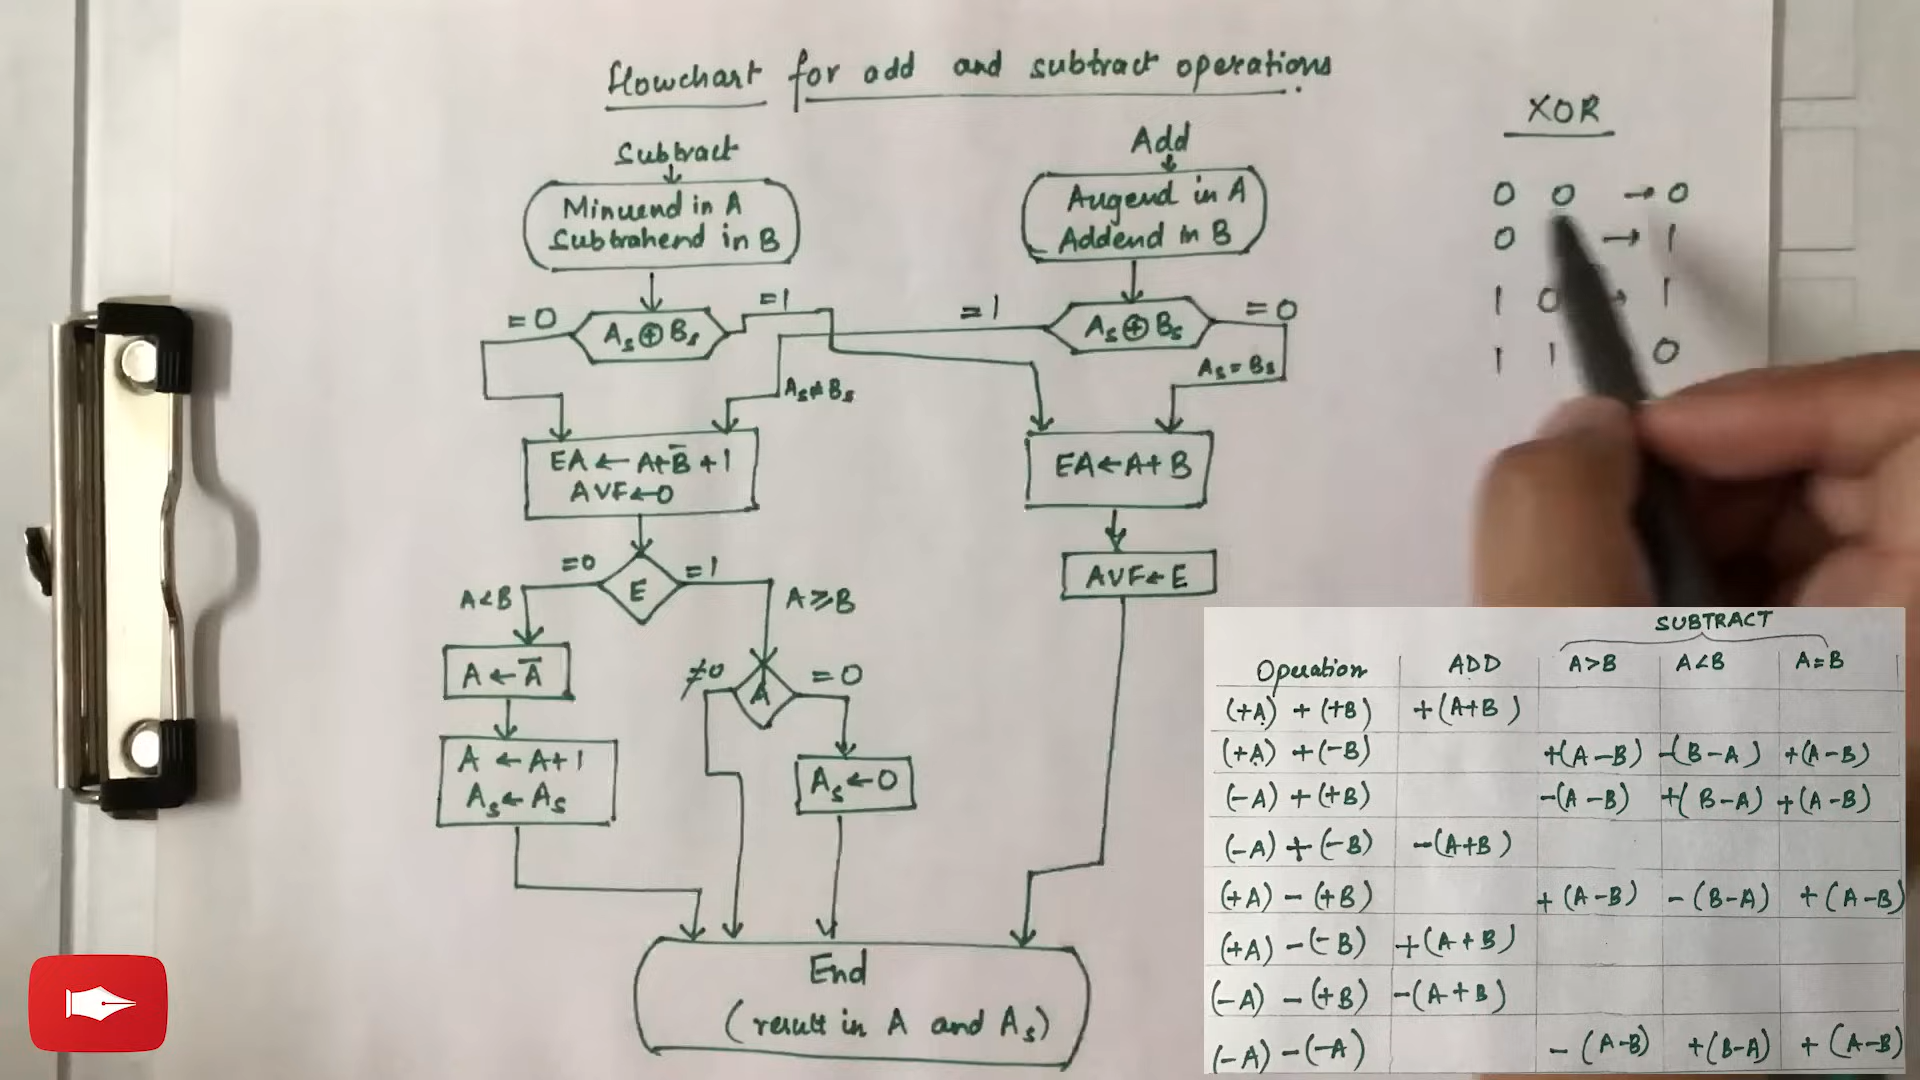 Flowchart for add and subtract operations.
Subtract
Minuend in A
Subtrahend in B
Add
Augend in A
Addend in B
=0
As⊕Bs
=1
=1
As⊕Bs
=0
As≠Bs
As=Bs
EA←A+B̅+1
AVF←0
EA←A+B
AVF←E
=0
E
=1
A<B
A≥B
A←A̅
≠0
A
=0
A←A+1
As←As
As←0
End
(result in A and As)
XOR
0 0 →0
0 → 1
1 0 → 1
1 1 0
SUBTRACT
Operation ADD A>B A<B A=B
(+A) + (+B) +(A+B)
(+A) + (-B) +(A-B) -(B-A) +(A-B)
(-A) + (+B) -(A-B) +(B-A) +(A-B)
(-A) + (-B) -(A+B)
(+A) - (+B) +(A-B) -(B-A) +(A-B)
(+A) - (-B) +(A+B)
(-A) - (+B) -(A+B)
(-A) - (-A) -(A-B) +(B-A) +(A-B)